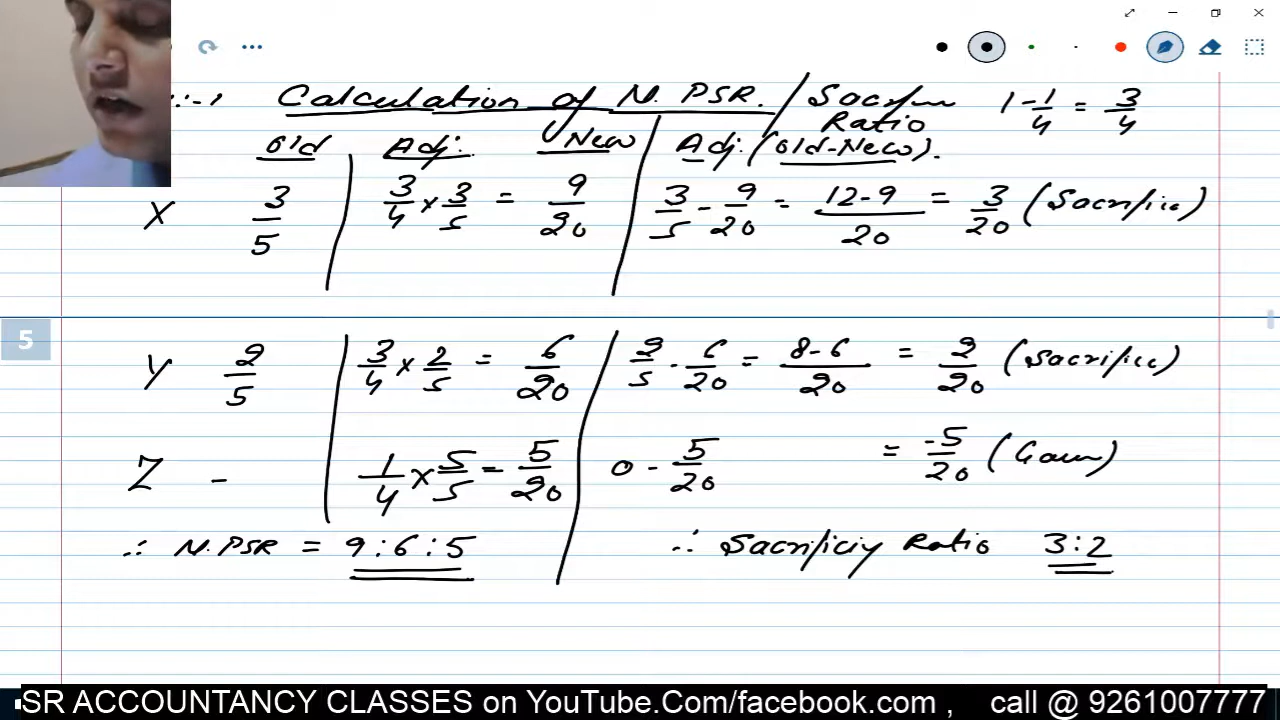 Calculation of N. PSR. / Sacrifice Ratio 1 - 1/4 = 3/4
Old Adj: New Adj. (Old-New).
X 3/5 3/4 × 3/5 = 9/20 3/5 - 9/20 = 12-9/20 = 3/20 (Sacrifice)
5
Y 2/5 3/4 × 2/5 = 6/20 2/5 - 6/20 = 8-6/20 = 2/20 (Sacrifice)
Z - 1/4 × 5/5 = 5/20 0 - 5/20 = -5/20 (Gain)
∴ N.PSR = 9:6:5 ∴ Sacrificiy Ratio 3:2
SR ACCOUNTANCY CLASSES on YouTube.Com/facebook.com , call @ 9261007777